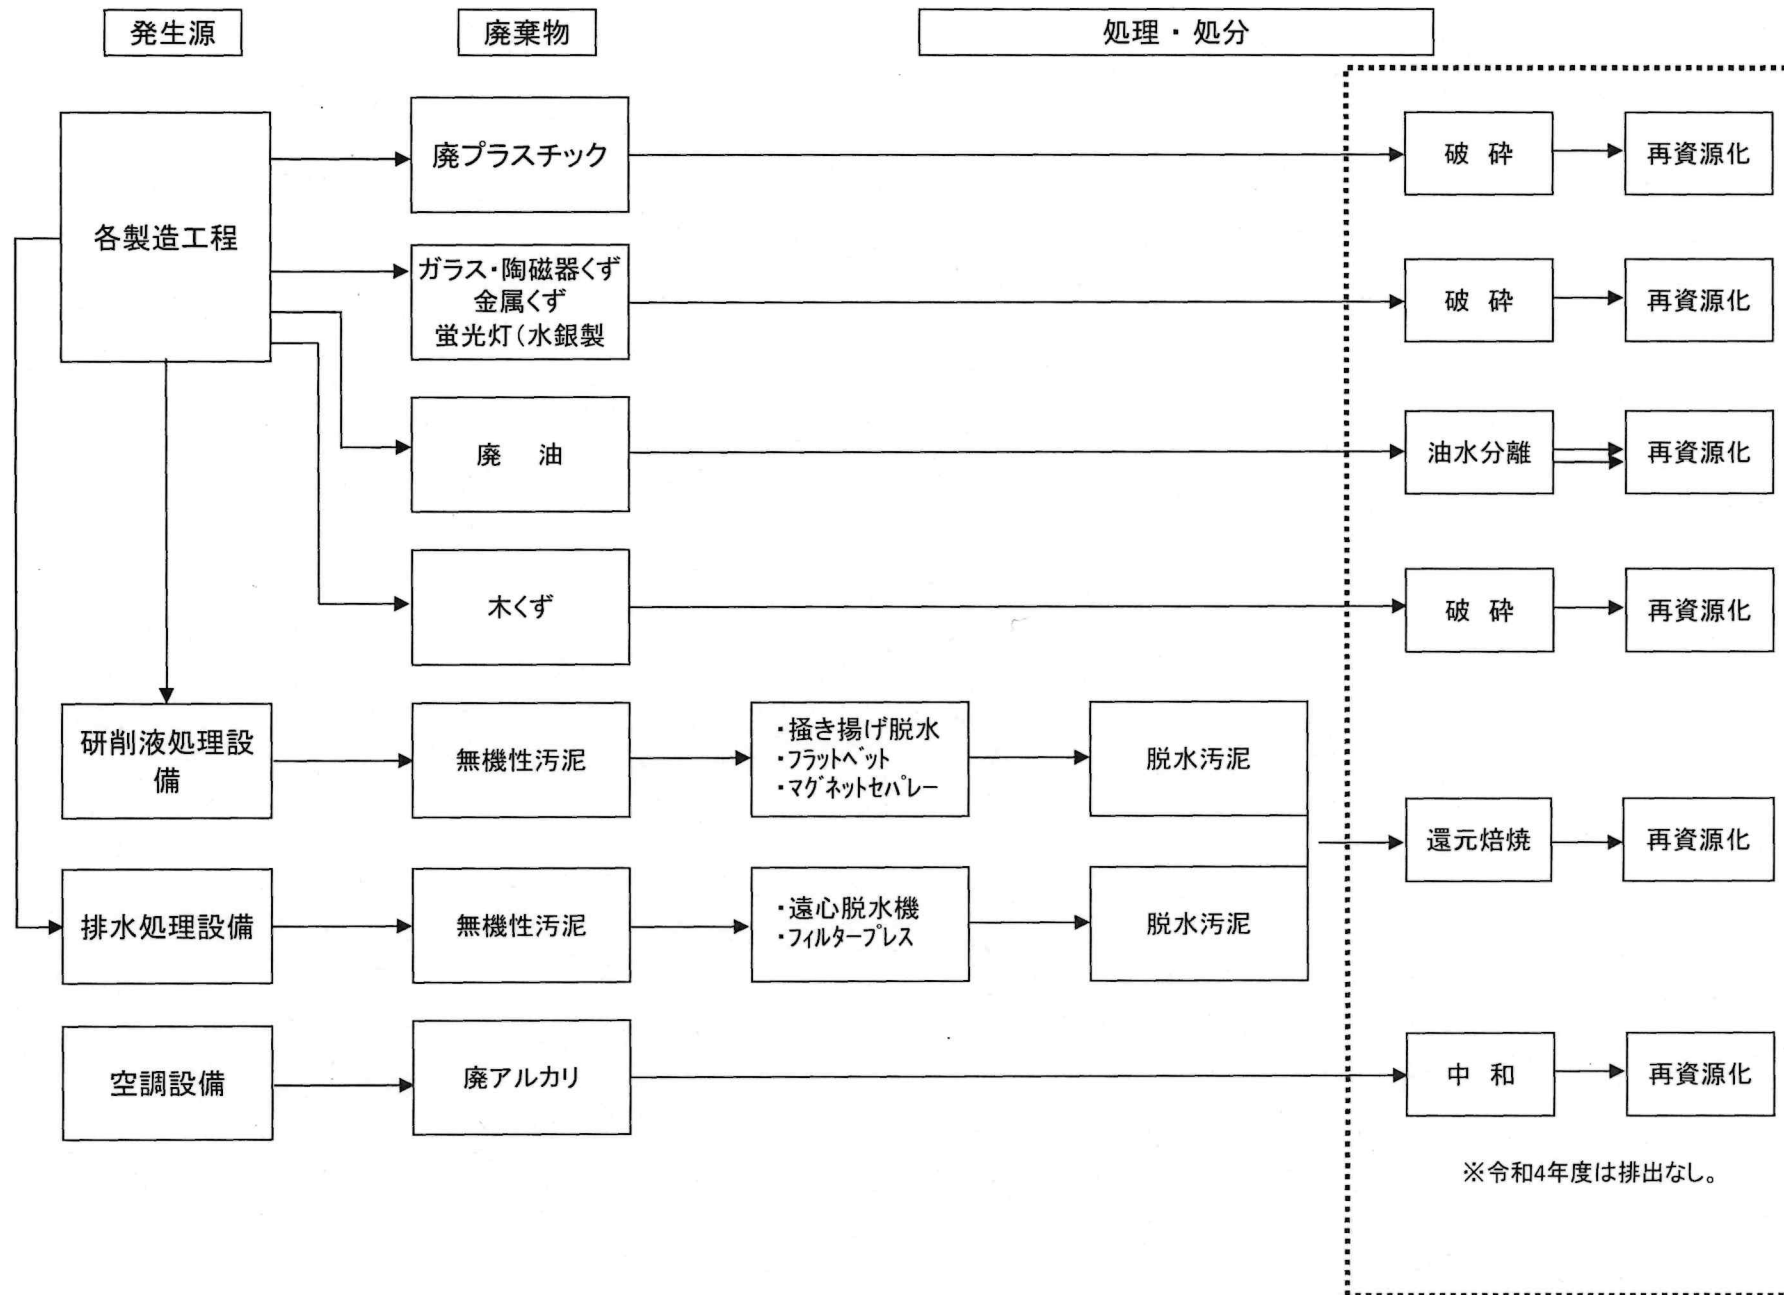 発生源
廃棄物
処理・処分
各製造工程
廃プラスチック
破 砕
再資源化
ガラス・陶磁器くず
金属くず
蛍光灯(水銀製
破 砕
再資源化
廃 油
油水分離
再資源化
木くず
破 砕
再資源化
研削液処理設
備
無機性汚泥
・掻き揚げ脱水
・フラットベット
・マグネットセパレー
脱水汚泥
還元焙焼
再資源化
排水処理設備
無機性汚泥
・遠心脱水機
・フィルタープレス
脱水汚泥
空調設備
廃アルカリ
中 和
再資源化
※令和4年度は排出なし。